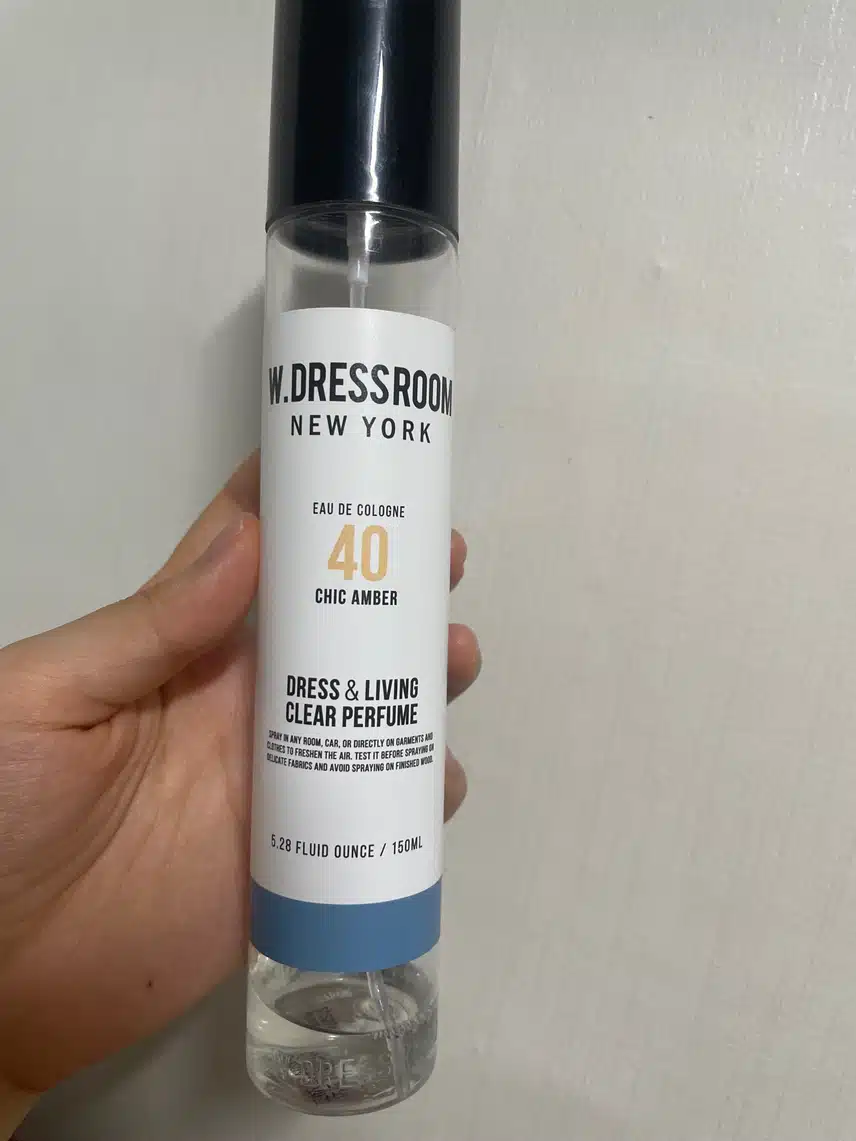 W.DRESSROOM
NEW YORK
EAU DE COLOGNE
40
CHIC AMBER
DRESS & LIVING
CLEAR PERFUME
SPRAY IN ANY ROOM, CAR, OR DIRECTLY ON GARMENTS AND
CLOTHES TO FRESHEN THE AIR. TEST IT BEFORE SPRAYING ON
DELICATE FABRICS AND AVOID SPRAYING ON FINISHED WOOD.
5.28 FLUID OUNCE / 150ML